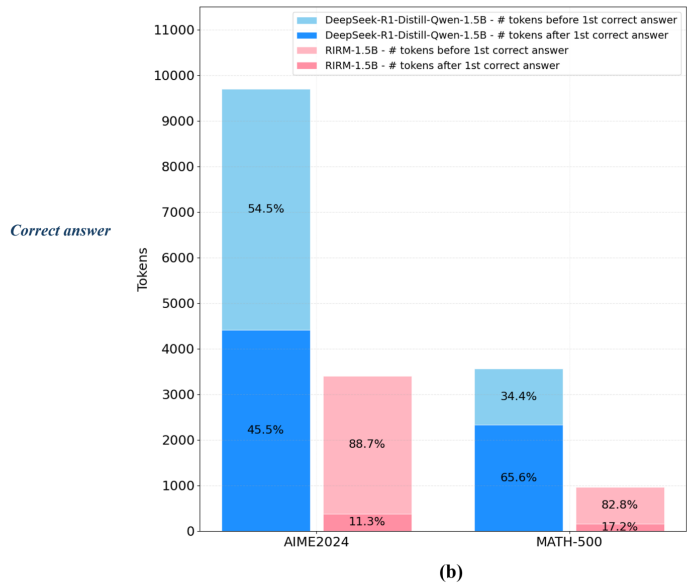 DeepSeek-R1-Distill-Qwen-1.5B - # tokens before 1st correct answer
DeepSeek-R1-Distill-Qwen-1.5B - # tokens after 1st correct answer
RIRM-1.5B - # tokens before 1st correct answer
RIRM-1.5B - # tokens after 1st correct answer
11000
10000
9000
8000
7000
6000
5000
4000
3000
2000
1000
0
Tokens
Correct answer
54.5%
45.5%
88.7%
11.3%
34.4%
65.6%
82.8%
17.2%
AIME2024
MATH-500
(b)